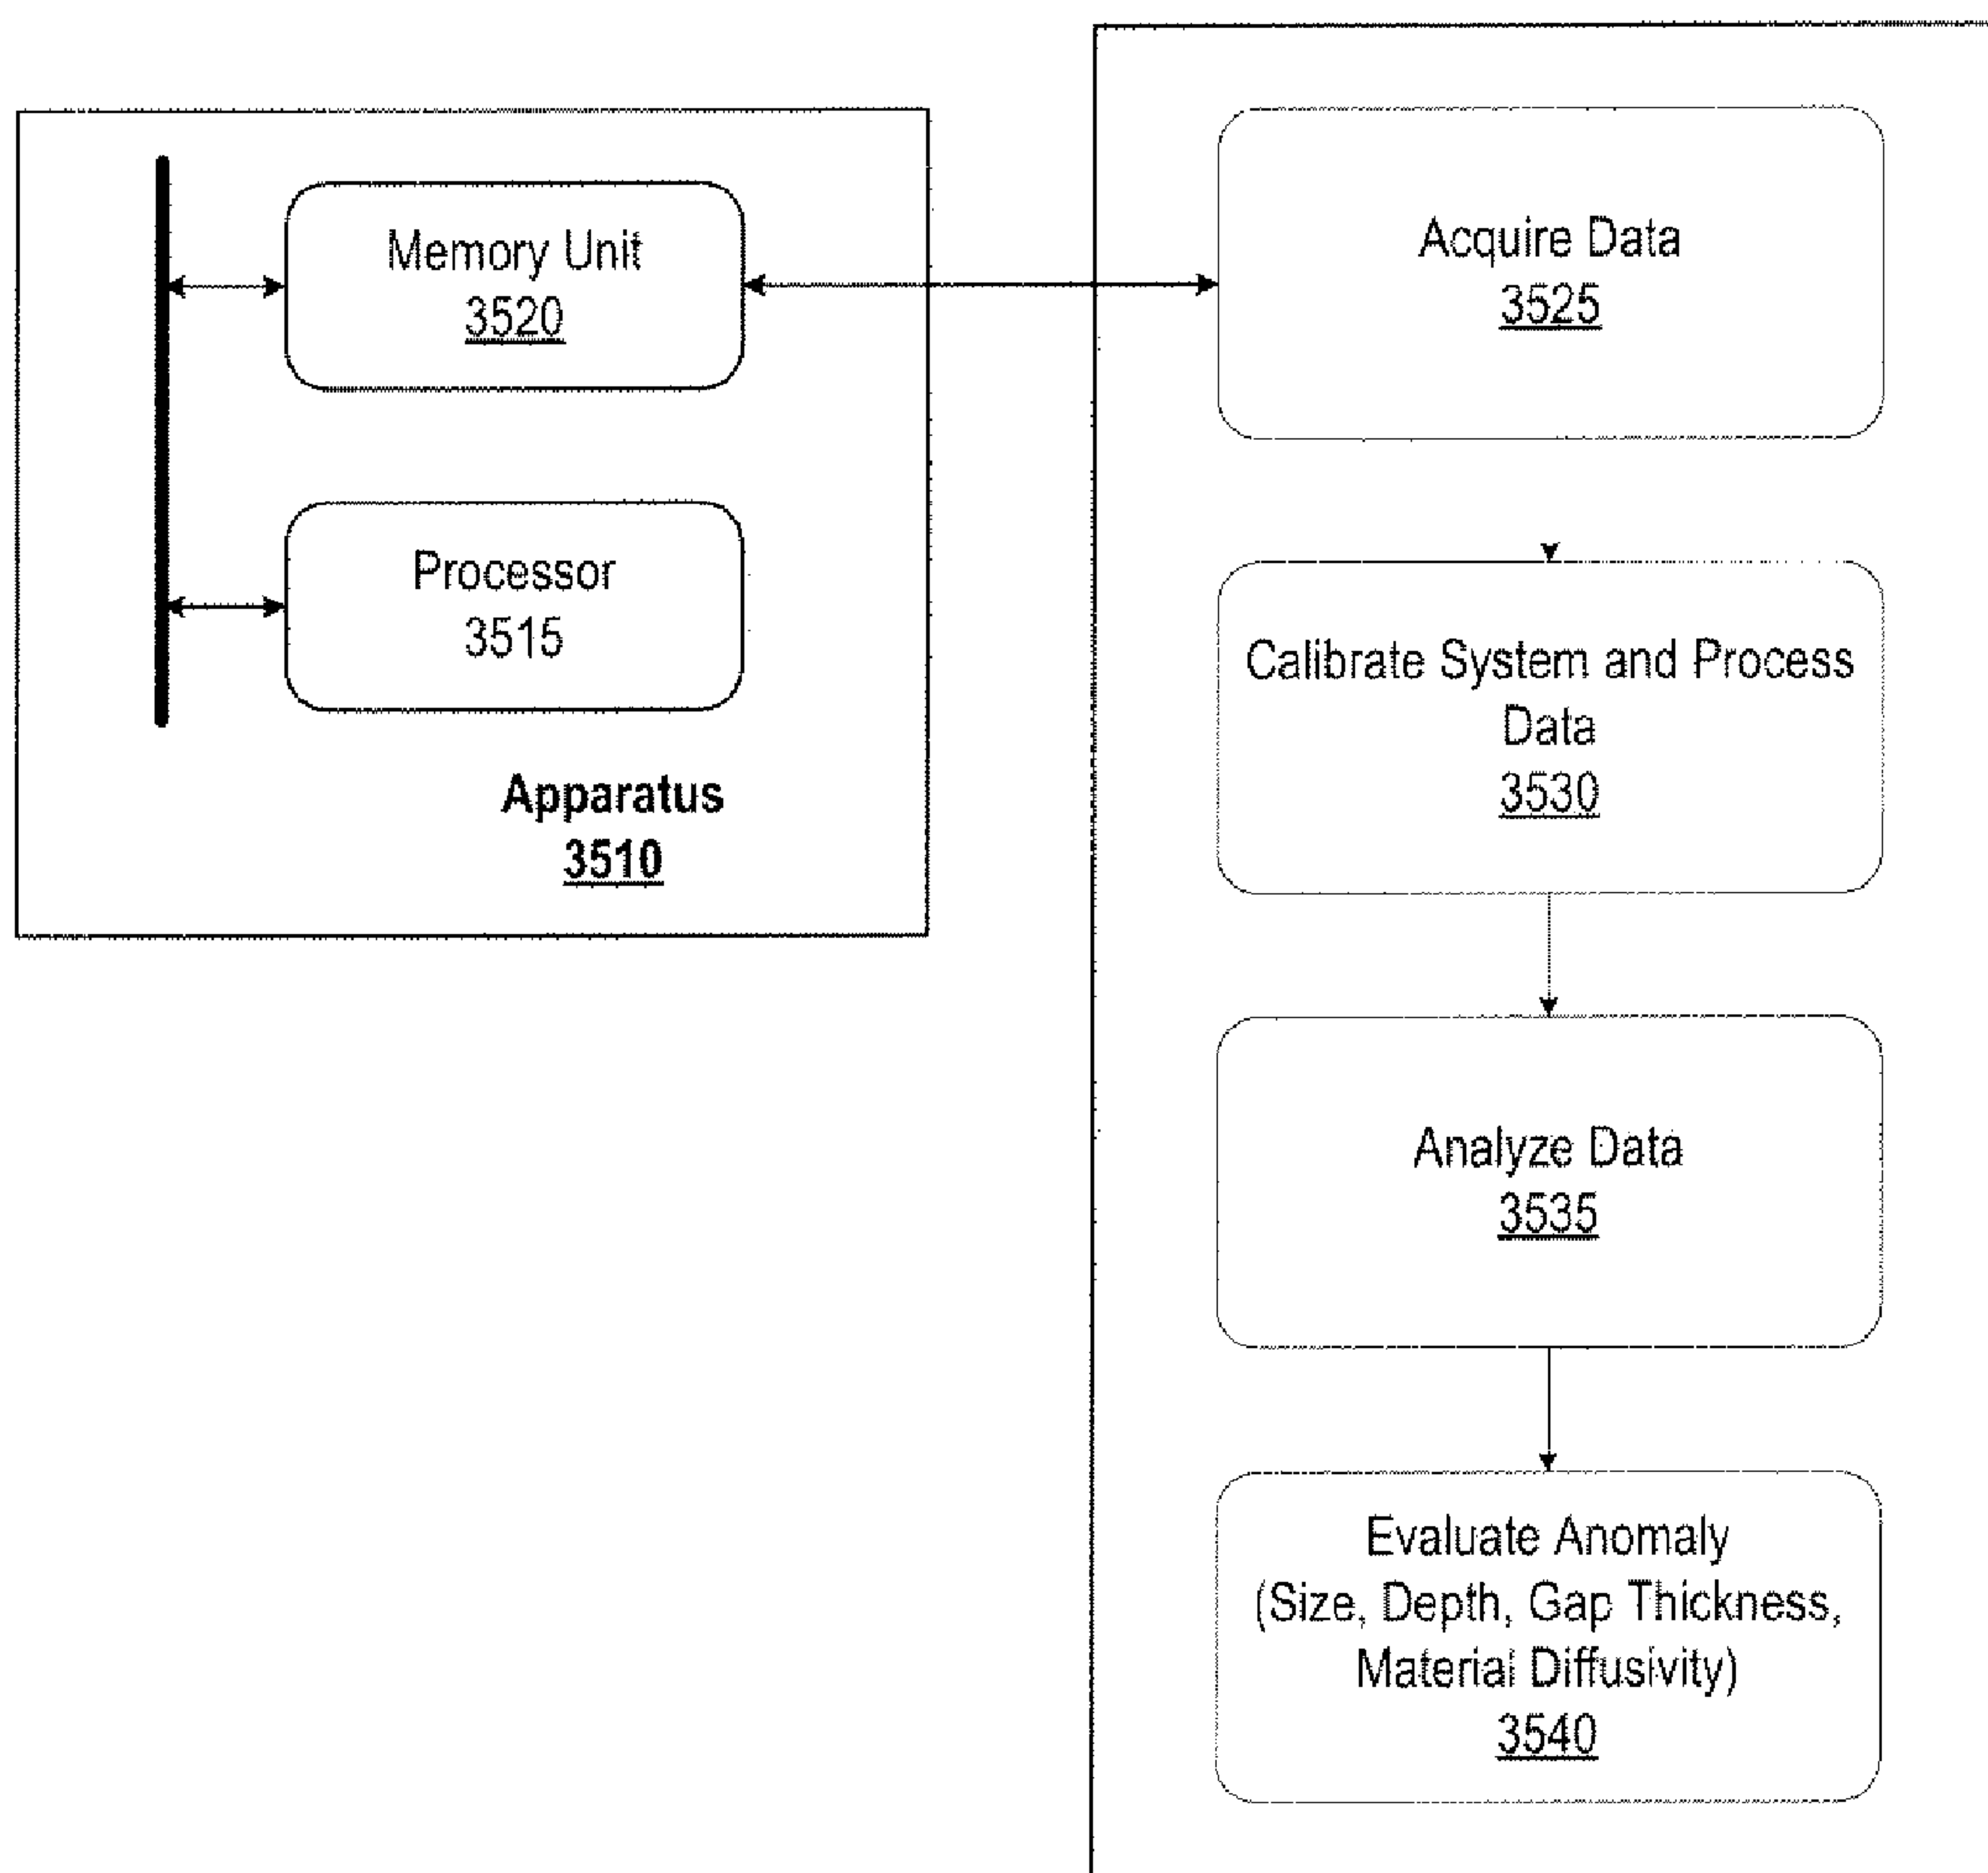 Memory Unit
3520
Processor
3515
Apparatus
3510
Acquire Data
3525
Calibrate System and Process
Data
3530
Analyze Data
3535
Evaluate Anomaly
(Size, Depth, Gap Thickness,
Material Diffusivity)
3540